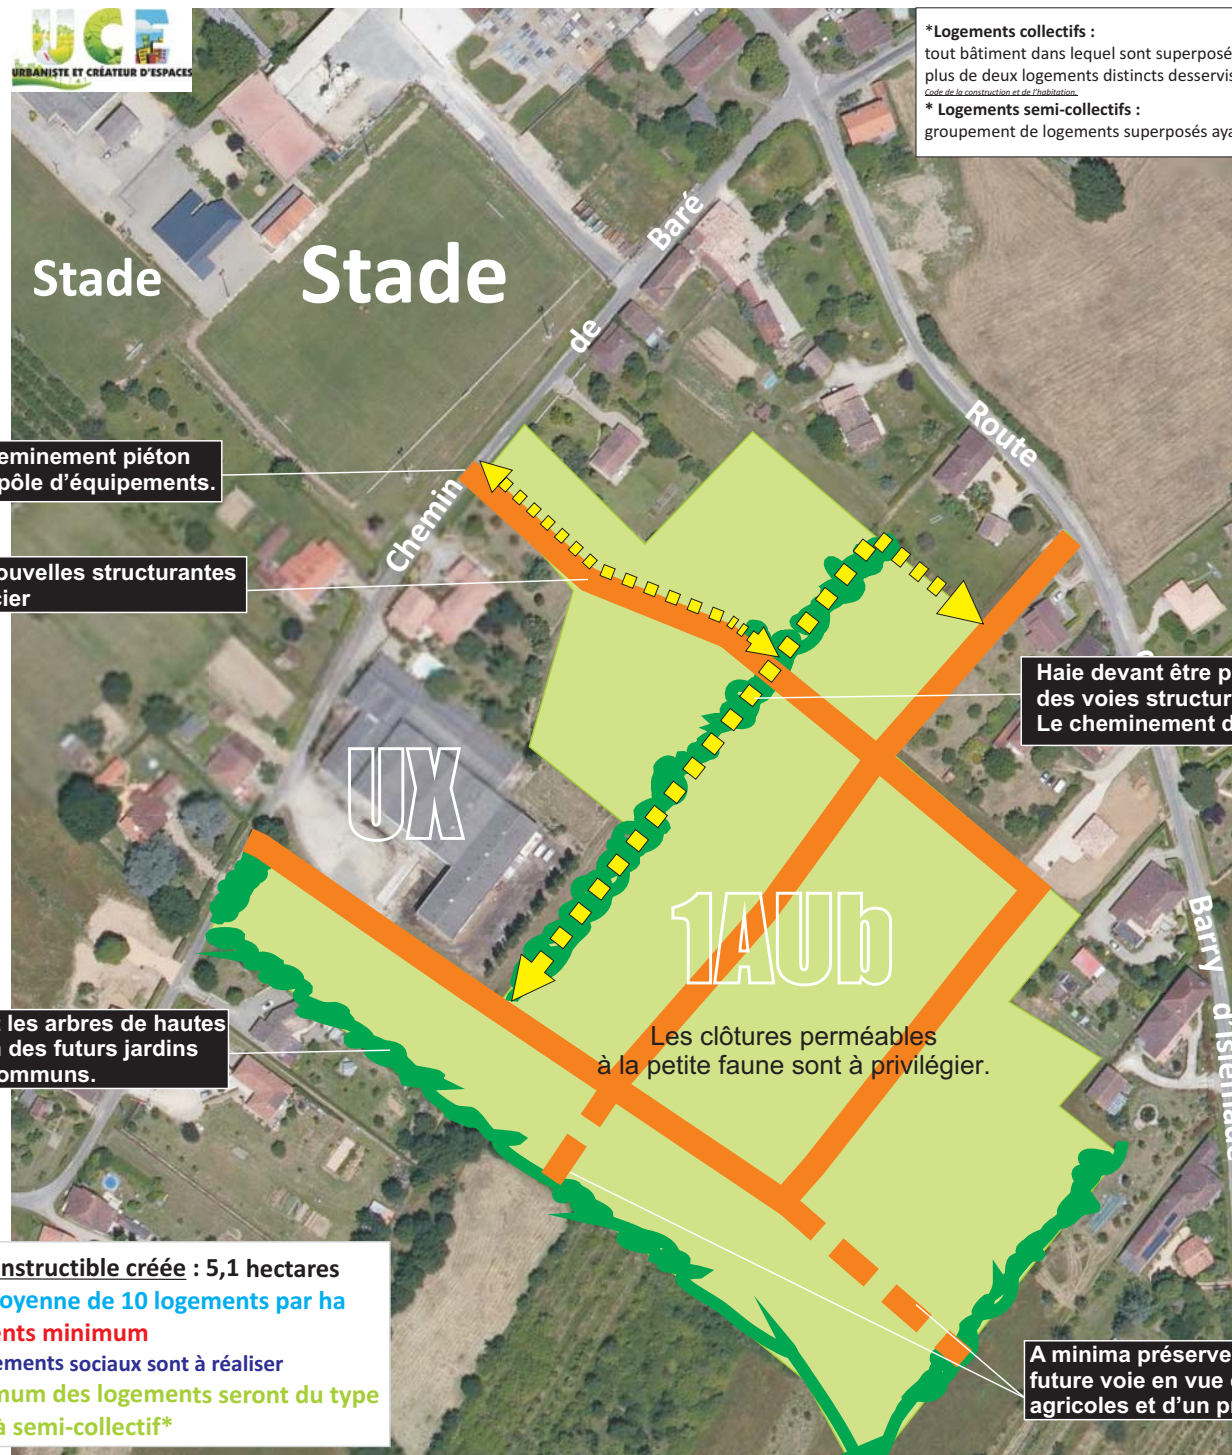 UCE
URBANISTE ET CRÉATEUR D'ESPACES
*Logements collectifs :
tout bâtiment dans lequel sont superposé
plus de deux logements distincts desservis
Code de la construction et de l'habitation.
* Logements semi-collectifs :
groupement de logements superposés aya
Stade
Stade
Chemin de Baré
Route
Barry d'Islemade
eminement piéton
pôle d'équipements.
ouvelles structurantes
cier
Haie devant être p
des voies structur
Le cheminement d
UX
1AUb
Les clôtures perméables
à la petite faune sont à privilégier.
t les arbres de hautes
n des futurs jardins
ommuns.
nstructible créée : 5,1 hectares
oyenne de 10 logements par ha
ents minimum
ements sociaux sont à réaliser
mum des logements seront du type
à semi-collectif*
A minima préserve
future voie en vue
agricoles et d'un p